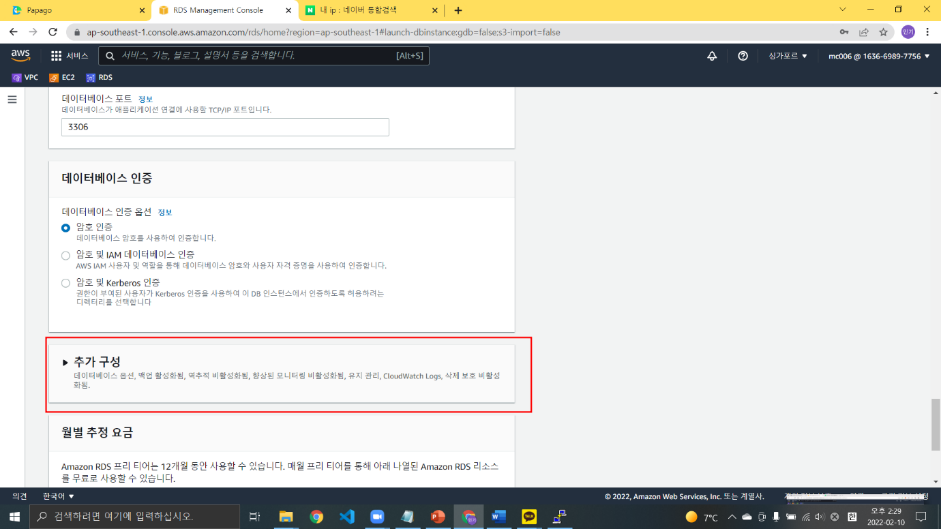 Papago
RDS Management Console
내 ip : 네이버 통합검색
ap-southeast-1.console.aws.amazon.com/rds/home?region=ap-southeast-1#launch-dbinstance:gdb=false;s3-import=false
민기
aws
서비스
서비스, 기능, 블로그, 설명서 등을 검색합니다.
[Alt+S]
싱가포르 ▼
mc006 @ 1636-6989-7756 ▼
VPC
EC2
RDS
데이터베이스 포트 정보
데이터베이스가 애플리케이션 연결에 사용할 TCP/IP 포트입니다.
3306
데이터베이스 인증
데이터베이스 인증 옵션 정보
암호 인증
데이터베이스 암호를 사용하여 인증합니다.
암호 및 IAM 데이터베이스 인증
AWS IAM 사용자 및 역할을 통해 데이터베이스 암호와 사용자 자격 증명을 사용하여 인증합니다.
암호 및 Kerberos 인증
권한이 부여된 사용자가 Kerberos 인증을 사용하여 이 DB 인스턴스에서 인증하도록 허용하려는
디렉터리를 선택합니다
▶ 추가 구성
데이터베이스 옵션, 백업 활성화됨, 역추적 비활성화됨, 향상된 모니터링 비활성화됨, 유지 관리, CloudWatch Logs, 삭제 보호 비활성
화됨.
월별 추정 요금
Amazon RDS 프리 티어는 12개월 동안 사용할 수 있습니다. 매월 프리 티어를 통해 아래 나열된 Amazon RDS 리소스
를 무료로 사용할 수 있습니다.
의견
한국어 ▼
© 2022, Amazon Web Services, Inc. 또는 계열사.
검색하려면 여기에 입력하십시오.
7°C
오후 2:29
2022-02-10